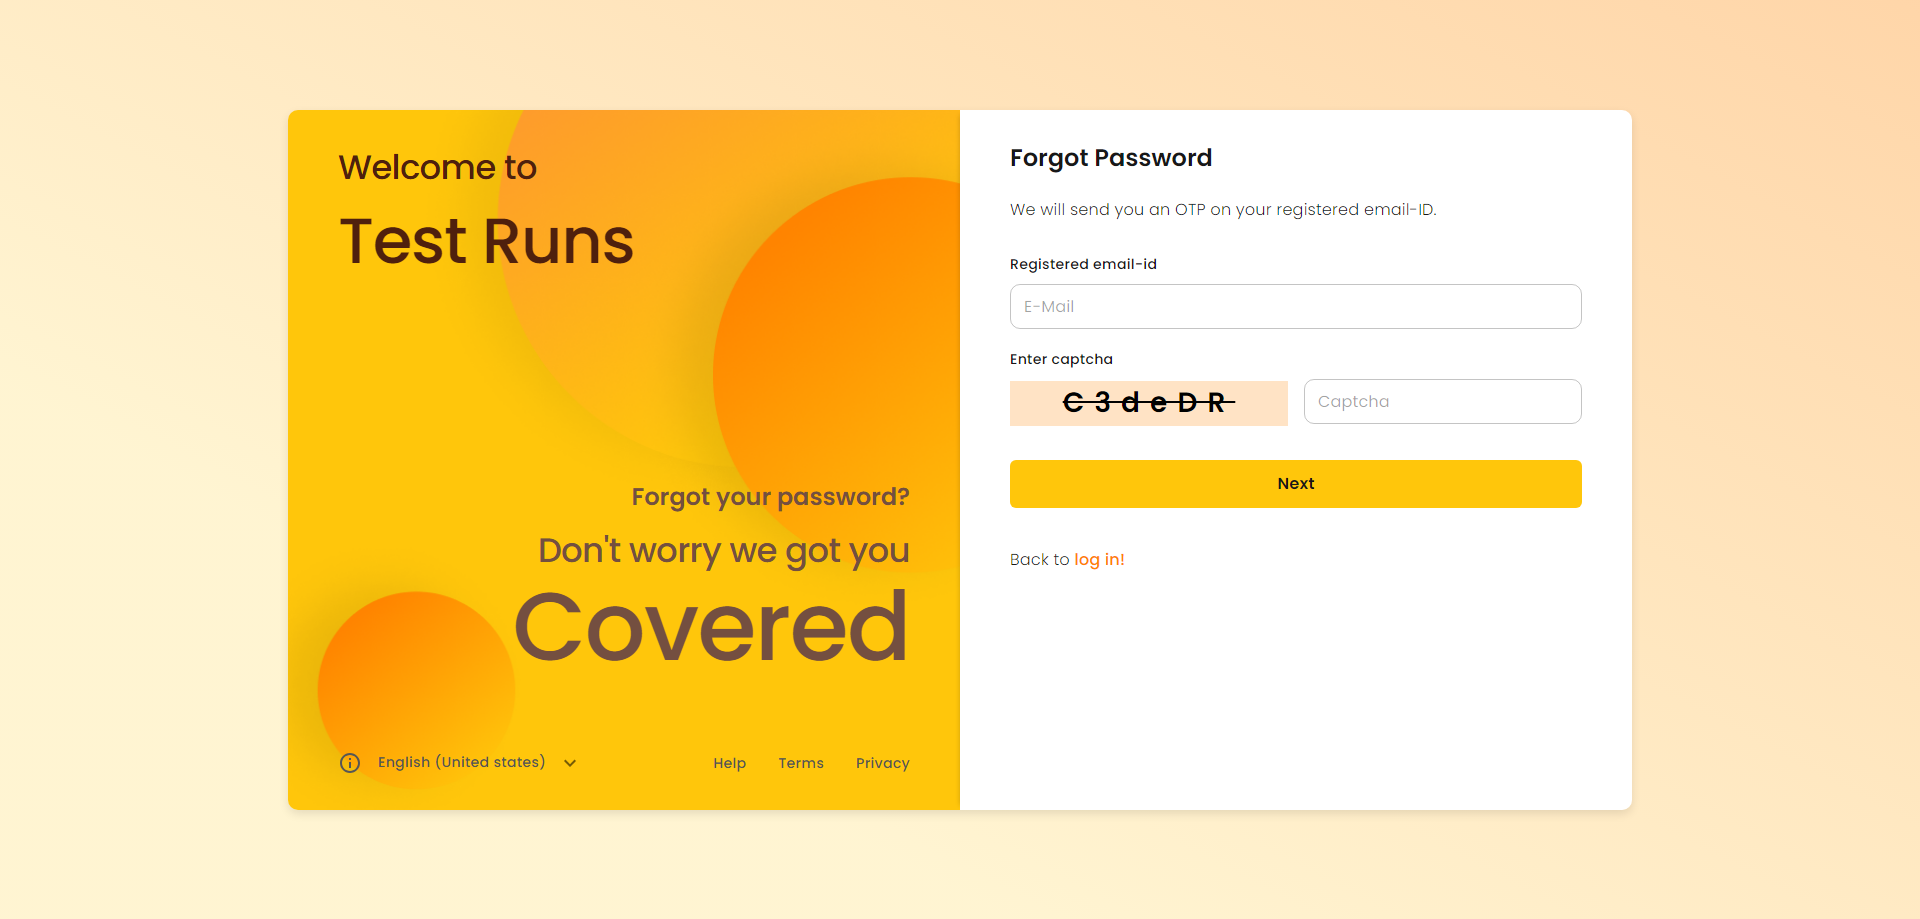 Welcome to
Test Runs
Forgot your password?
Don't worry we got you
Covered
English (United states)
Help Terms Privacy
Forgot Password
We will send you an OTP on your registered email-ID.
Registered email-id
E-Mail
Enter captcha
C3deDR
Captcha
Next
Back to log in!